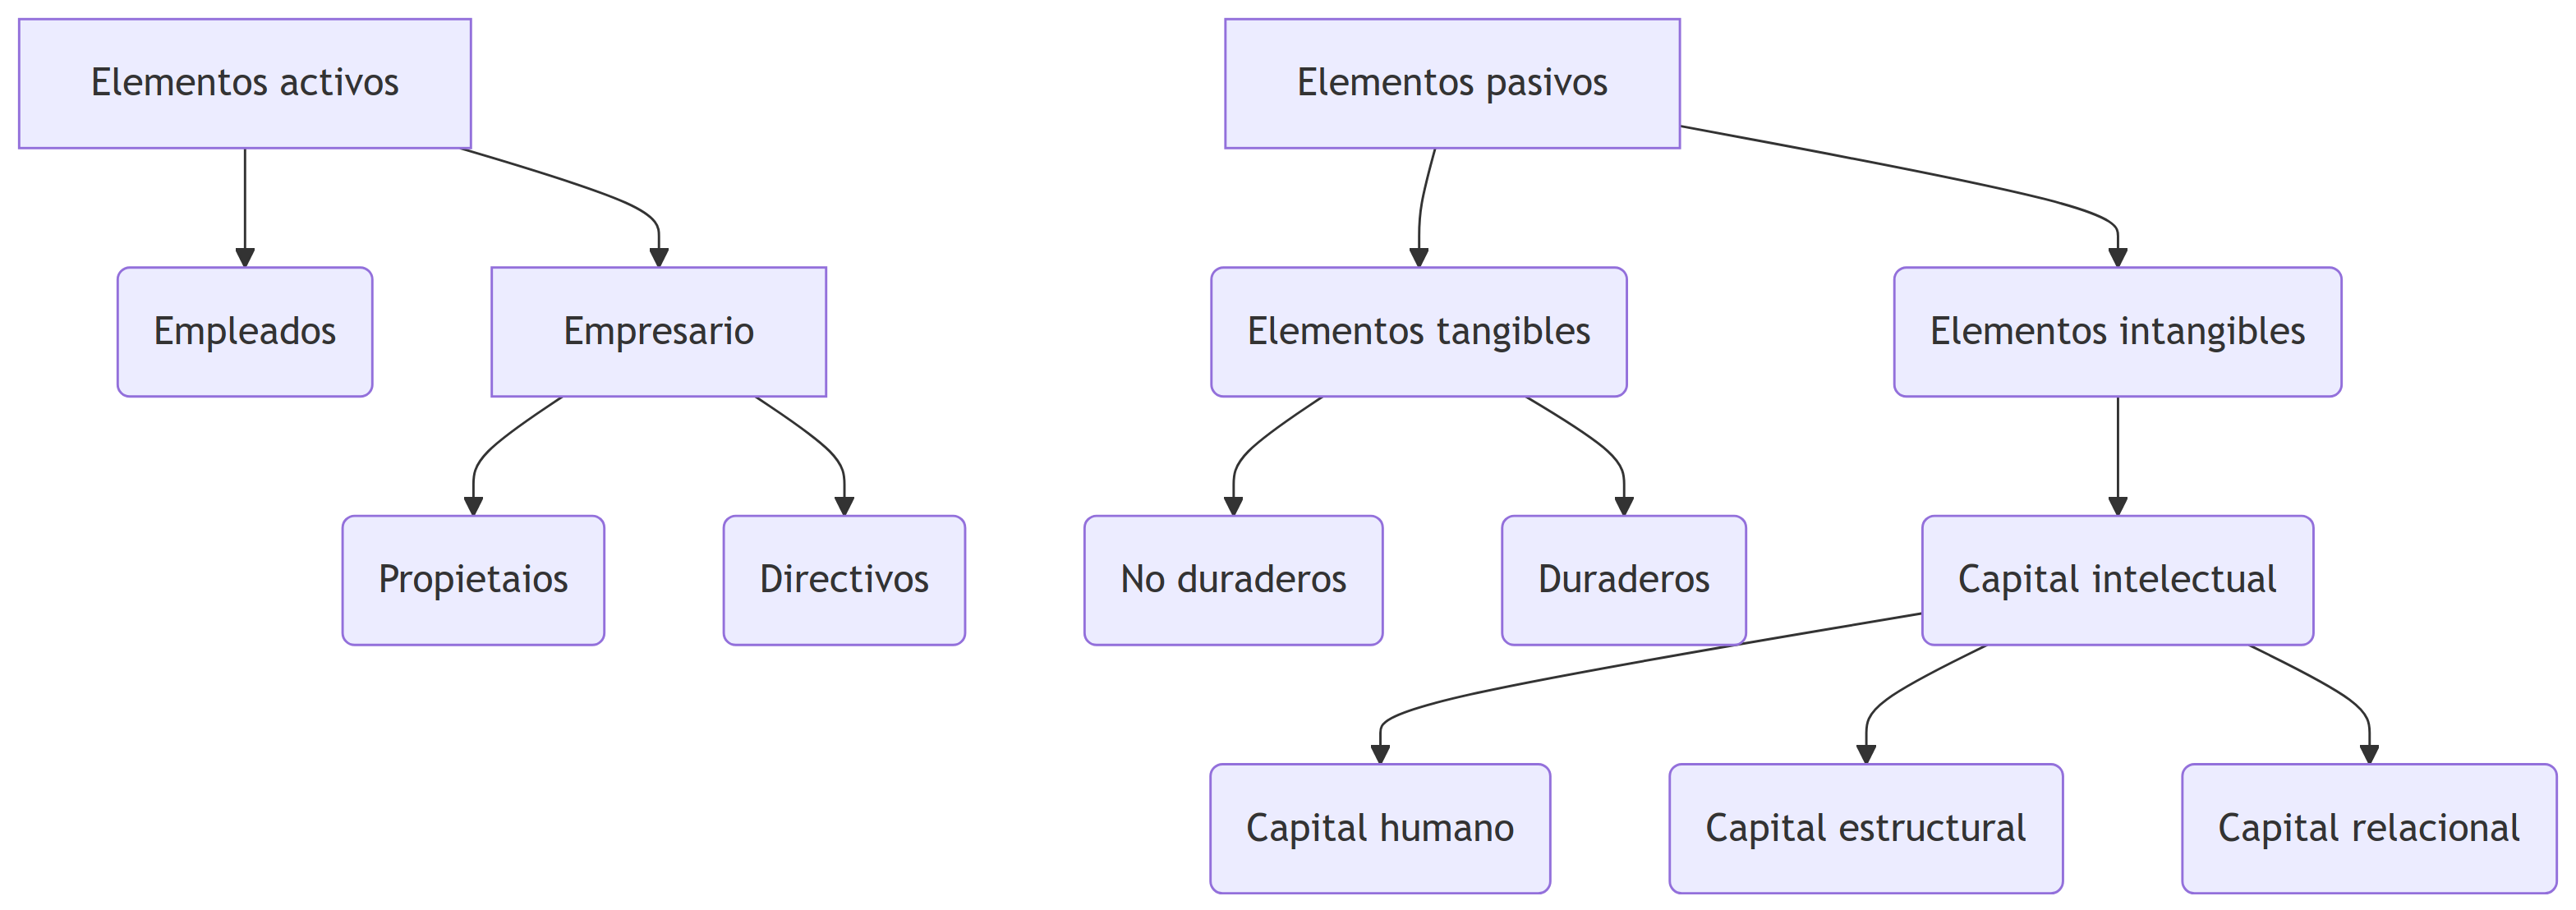 Elementos activos
Elementos pasivos
Empleados
Empresario
Elementos tangibles
Elementos intangibles
Propietaios
Directivos
No duraderos
Duraderos
Capital intelectual
Capital humano
Capital estructural
Capital relacional